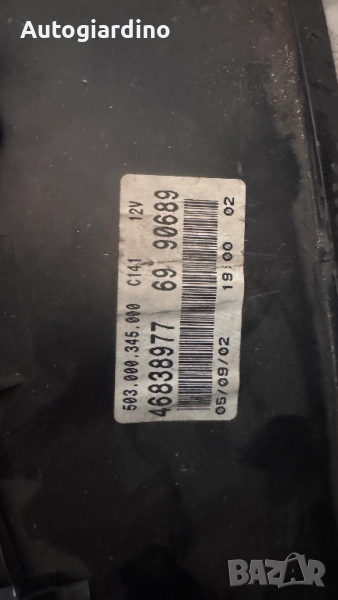 Autogiardino
503.000.345.000 C141 12V
46838977 69 90689
05/09/02 19:00 02
BAZAR